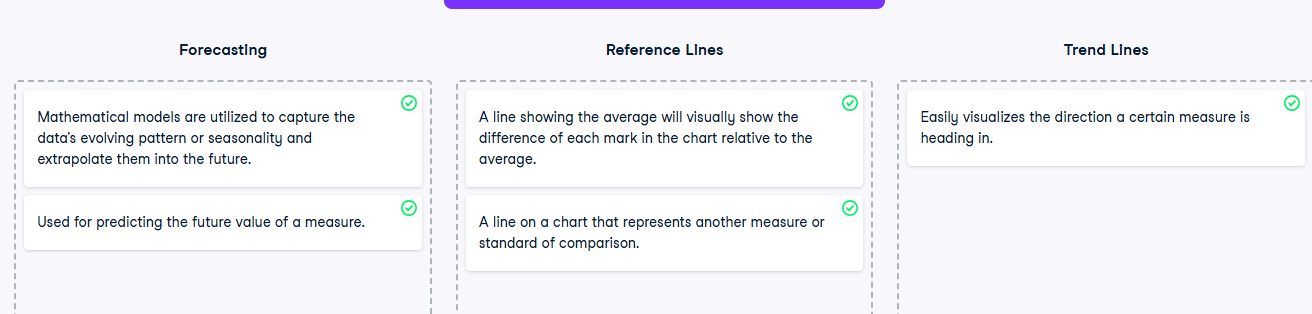 Forecasting
Mathematical models are utilized to capture the
data's evolving pattern or seasonality and
extrapolate them into the future.
Used for predicting the future value of a measure.
Reference Lines
A line showing the average will visually show the
difference of each mark in the chart relative to the
average.
A line on a chart that represents another measure or
standard of comparison.
Trend Lines
Easily visualizes the direction a certain measure is
heading in.